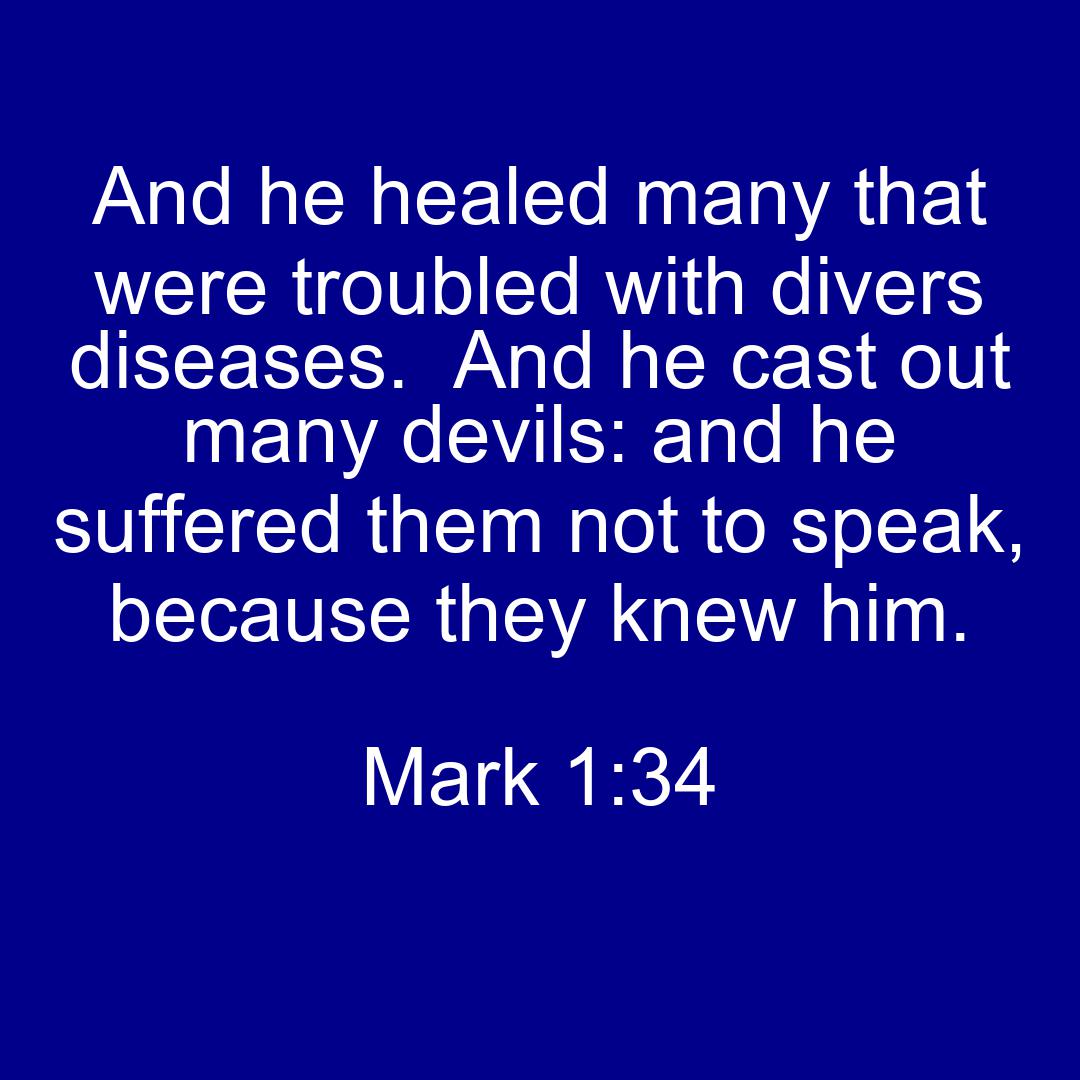 And he healed many that
were troubled with divers
diseases.  And he cast out
many devils: and he
suffered them not to speak,
because they knew him.
Mark 1:34